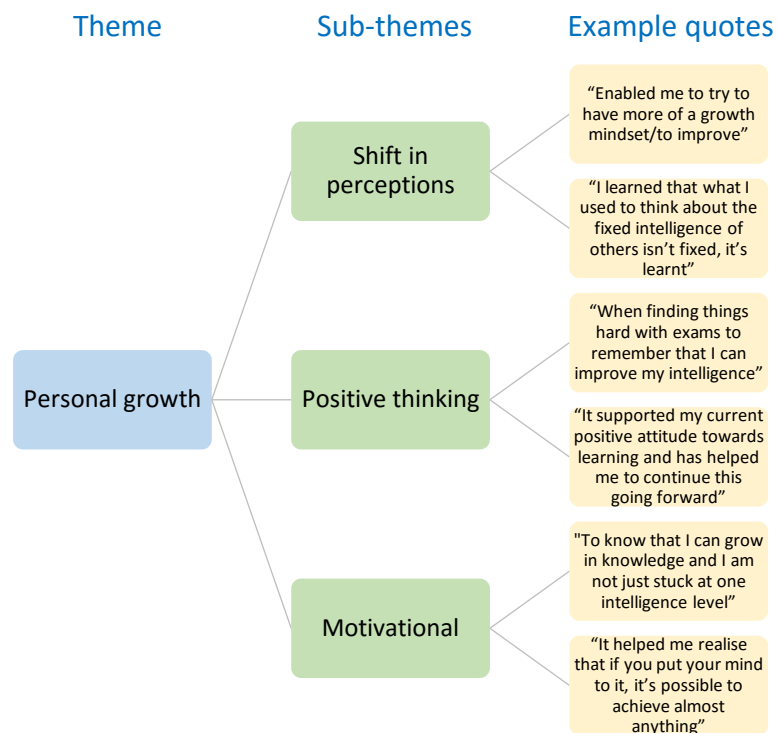 Theme
Sub-themes
Example quotes
Personal growth
Shift in
perceptions
“Enabled me to try to
have more of a growth
mindset/to improve”
“I learned that what I
used to think about the
fixed intelligence of
others isn’t fixed, it’s
learnt”
Positive thinking
“When finding things
hard with exams to
remember that I can
improve my intelligence”
“It supported my current
positive attitude towards
learning and has helped
me to continue this
going forward”
Motivational
"To know that I can grow
in knowledge and I am
not just stuck at one
intelligence level”
“It helped me realise
that if you put your mind
to it, it’s possible to
achieve almost
anything”